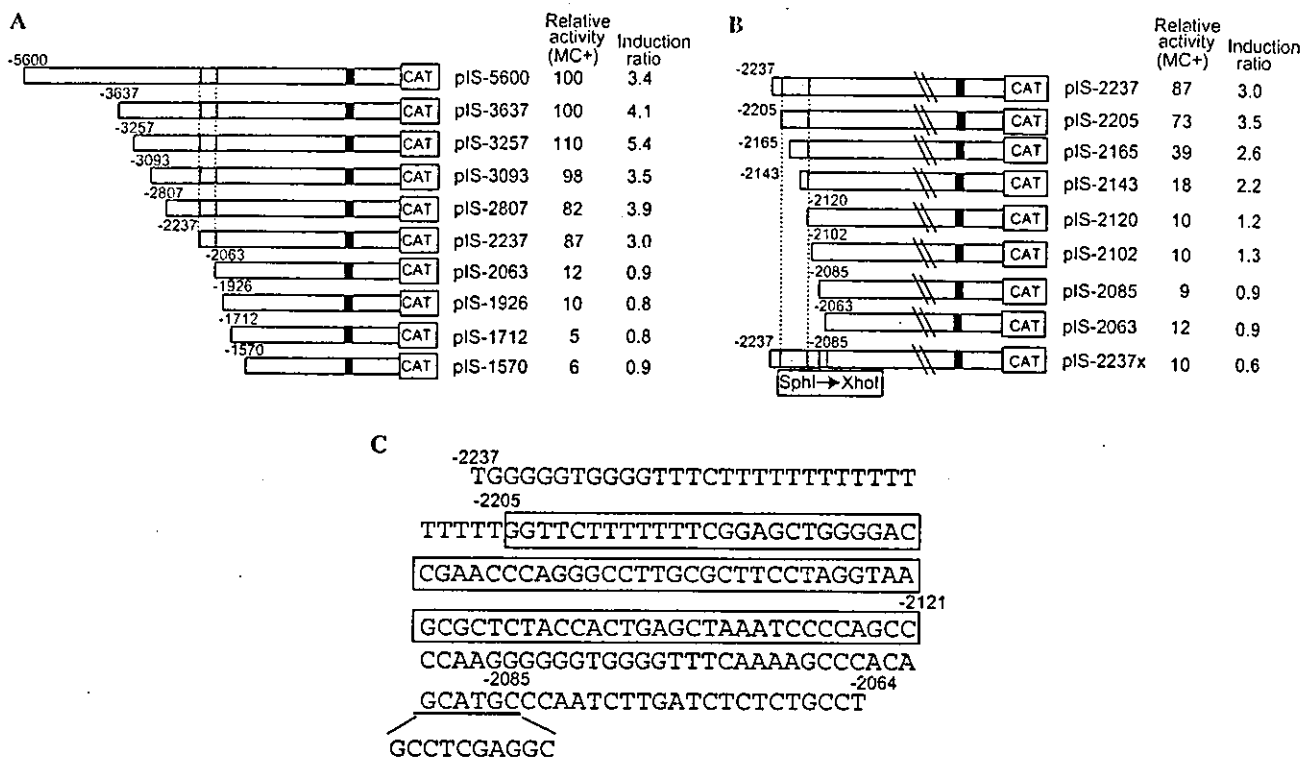 A
Relative activity (MC+)
Induction ratio
-5600 CAT pIS-5600 100 3.4
-3637 CAT pIS-3637 100 4.1
-3257 CAT pIS-3257 110 5.4
-3093 CAT pIS-3093 98 3.5
-2807 CAT pIS-2807 82 3.9
-2237 CAT pIS-2237 87 3.0
-2063 CAT pIS-2063 12 0.9
-1926 CAT pIS-1926 10 0.8
-1712 CAT pIS-1712 5 0.8
-1570 CAT pIS-1570 6 0.9
B
Relative activity (MC+)
Induction ratio
-2237 CAT pIS-2237 87 3.0
-2205 CAT pIS-2205 73 3.5
-2165 CAT pIS-2165 39 2.6
-2143 CAT pIS-2143 18 2.2
-2120 CAT pIS-2120 10 1.2
-2102 CAT pIS-2102 10 1.3
-2085 CAT pIS-2085 9 0.9
-2063 CAT pIS-2063 12 0.9
-2237 -2085 CAT pIS-2237x 10 0.6
SphI→XhoI
C
-2237
TGGGGGTGGGGTTTCTTTTTTTTTTTT
-2205
TTTTTGGTTCTTTTTTTCGGAGCTGGGGAC
CGAACCCAGGGCCTTGCGCTTCCTAGGTAA
-2121
GCGCTCTACCACTGAGCTAAATCCCCAGCC
CCAAGGGGGGTGGGGTTTCAAAAGCCCACA
-2085 -2064
GCATGCCCAATCTTGATCTCTCTGCCT
GCCTCGAGGC